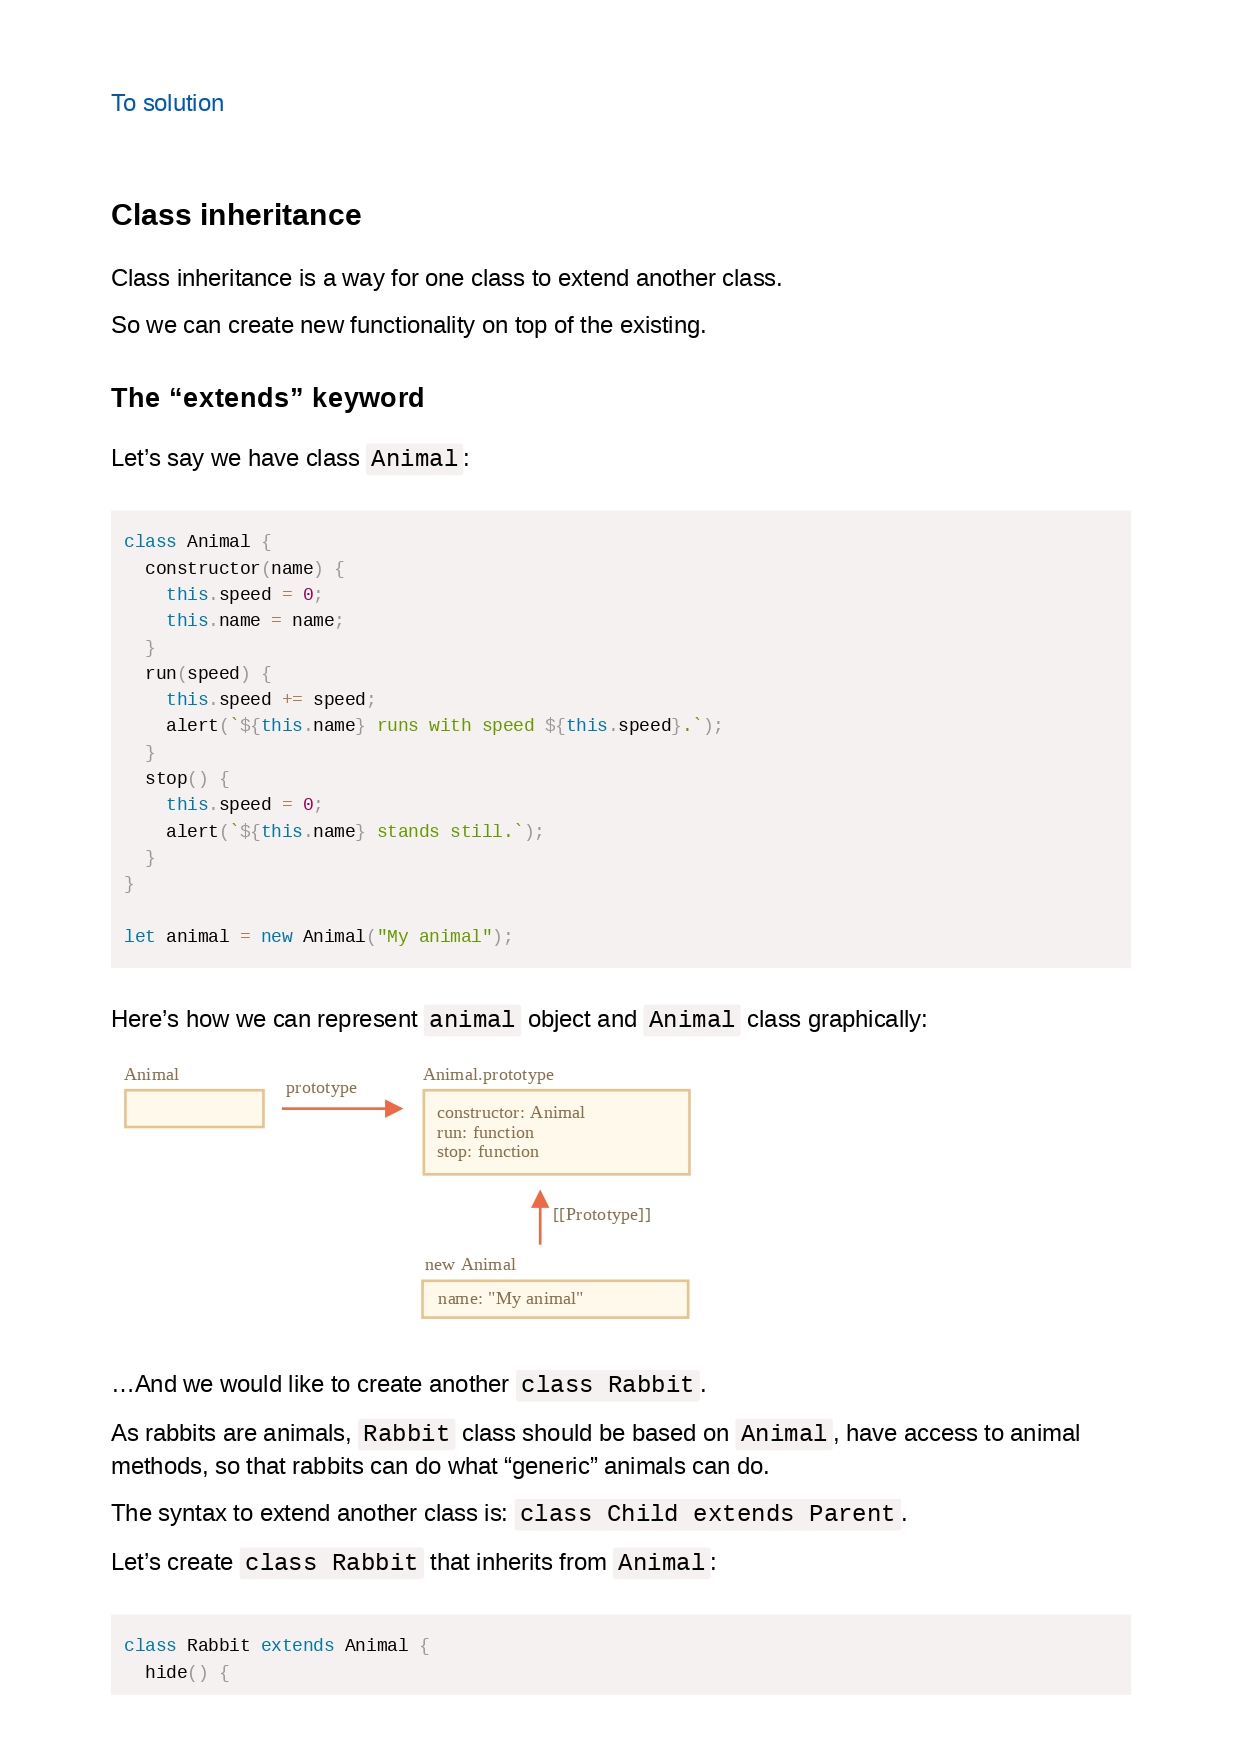 To solution
Class inheritance
Class inheritance is a way for one class to extend another class.
So we can create new functionality on top of the existing.
The “extends” keyword
Let’s say we have class Animal:
class Animal {
  constructor(name) {
    this.speed = 0;
    this.name = name;
  }
  run(speed) {
    this.speed += speed;
    alert(`${this.name} runs with speed ${this.speed}.`);
  }
  stop() {
    this.speed = 0;
    alert(`${this.name} stands still.`);
  }
}
let animal = new Animal("My animal");
Here’s how we can represent animal object and Animal class graphically:
Animal
prototype
Animal.prototype
constructor: Animal
run: function
stop: function
[[Prototype]]
new Animal
name: "My animal"
…And we would like to create another class Rabbit.
As rabbits are animals, Rabbit class should be based on Animal, have access to animal
methods, so that rabbits can do what “generic” animals can do.
The syntax to extend another class is: class Child extends Parent.
Let’s create class Rabbit that inherits from Animal:
class Rabbit extends Animal {
  hide() {